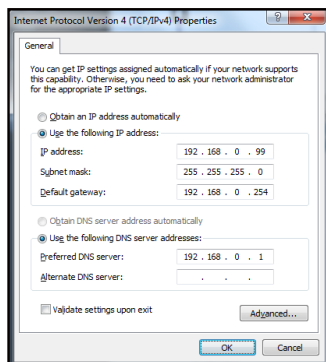 Internet Protocol Version 4 (TCP/IPv4) Properties
General
You can get IP settings assigned automatically if your network supports
this capability. Otherwise, you need to ask your network administrator
for the appropriate IP settings.
Obtain an IP address automatically
Use the following IP address:
IP address: 192 . 168 . 0 . 99
Subnet mask: 255 . 255 . 255 . 0
Default gateway: 192 . 168 . 0 . 254
Obtain DNS server address automatically
Use the following DNS server addresses:
Preferred DNS server: 192 . 168 . 0 . 1
Alternate DNS server: . . .
Validate settings upon exit
Advanced...
OK Cancel